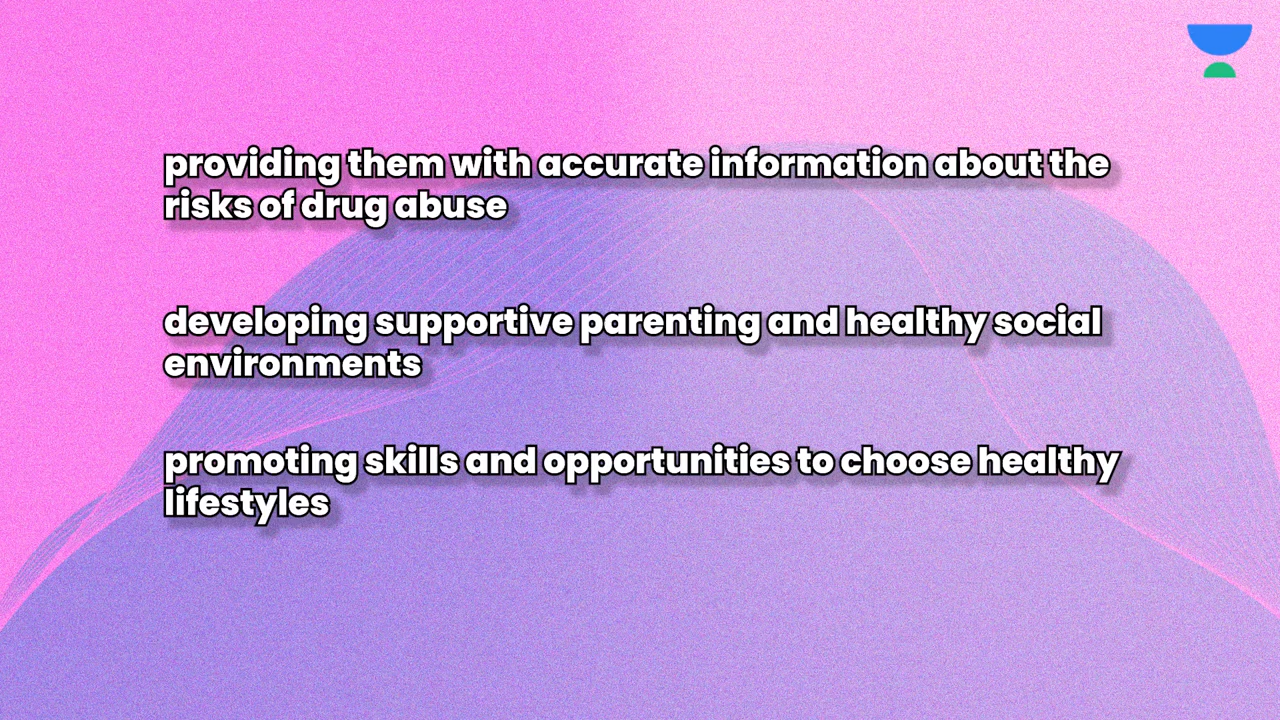 providing them with accurate information about the
risks of drug abuse
developing supportive parenting and healthy social
environments
promoting skills and opportunities to choose healthy
lifestyles